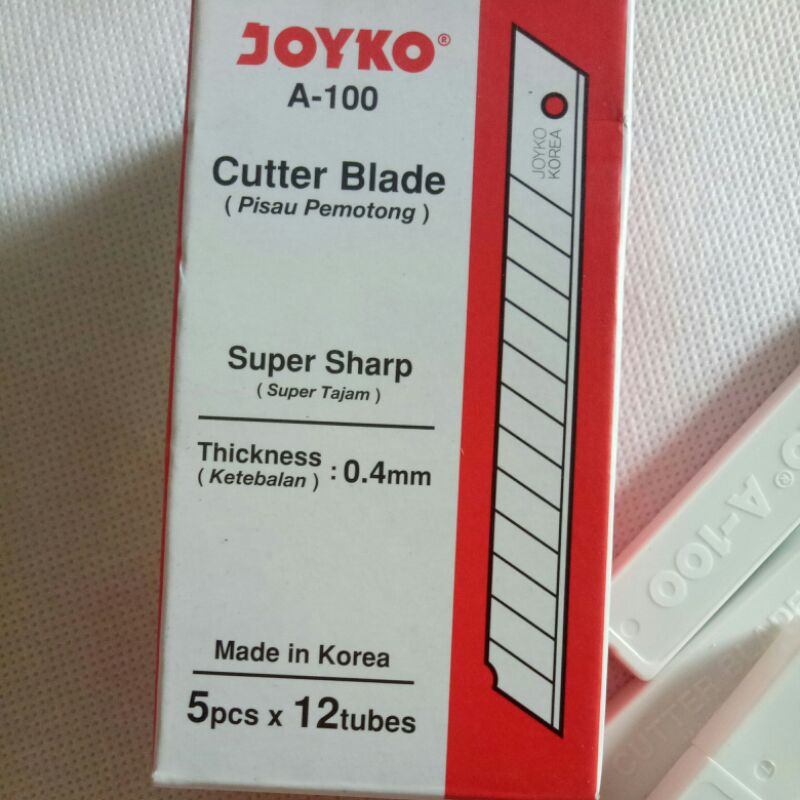 JOYKO®
A-100
Cutter Blade
( Pisau Pemotong )
Super Sharp
( Super Tajam )
Thickness : 0.4mm
( Ketebalan )
Made in Korea
5pcs x 12tubes
JOYKO
KOREA
® A-100
CUTTER